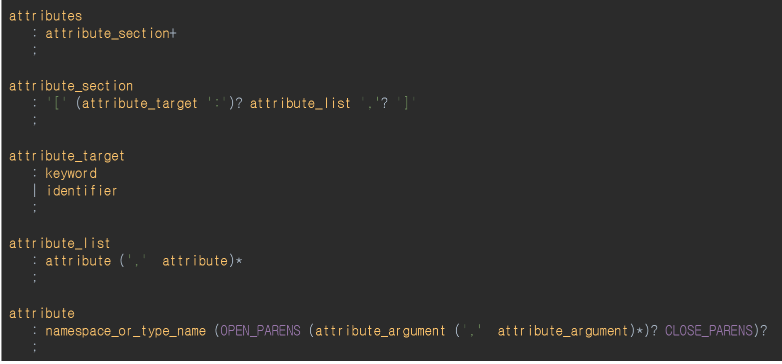 attributes
: attribute_section+
;
attribute_section
: '[' (attribute_target ':')? attribute_list ','? ']'
;
attribute_target
: keyword
| identifier
;
attribute_list
: attribute (','  attribute)*
;
attribute
: namespace_or_type_name (OPEN_PARENS (attribute_argument (','  attribute_argument)*)? CLOSE_PARENS)?
;